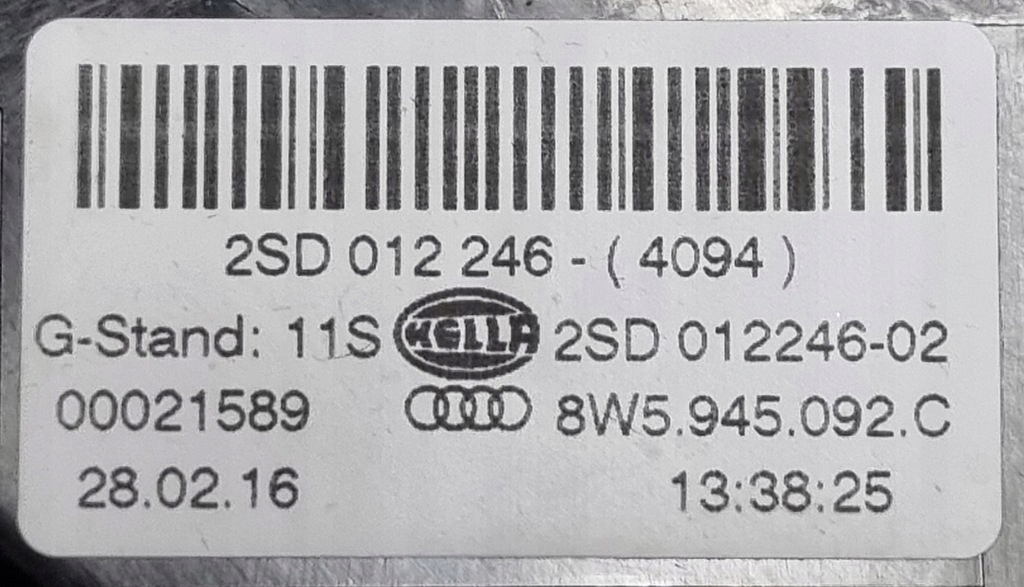 2SD 012 246 - ( 4094 )
G-Stand: 11S HELLA 2SD 012246-02
00021589 8W5.945.092.C
28.02.16 13:38:25